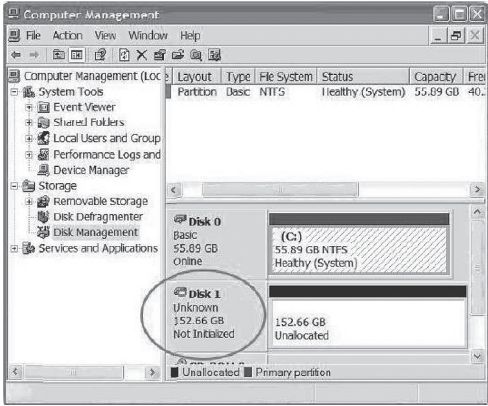 Computer Management
File Action View Window Help
Computer Management (Loc
System Tools
Event Viewer
Shared Folders
Local Users and Group
Performance Logs and
Device Manager
Storage
Removable Storage
Disk Defragmenter
Disk Management
Services and Applications
Layout Type File System Status Capacity Free
Partition Basic NTFS Healthy (System) 55.89 GB 40.
Disk 0
Basic
55.89 GB
Online
(C:)
55.89 GB NTFS
Healthy (System)
Disk 1
Unknown
152.66 GB
Not Initialized
152.66 GB
Unallocated
Unallocated Primary partition